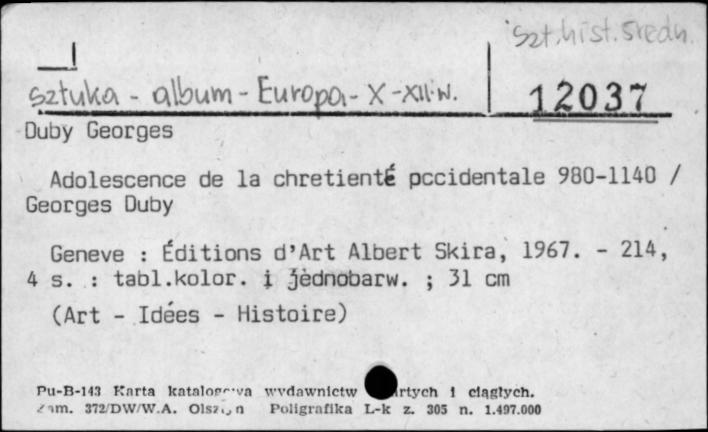 Szt. hist. średn.
sztuka - album - Europa - X-XII w.
12037
Duby Georges
Adolescence de la chretienté pccidentale 980-1140 /
Georges Duby
Geneve : Éditions d'Art Albert Skira, 1967. - 214,
4 s. : tabl.kolor. i jednobarw. ; 31 cm
(Art - Idées - Histoire)
Pu-B-143 Karta katalogowa wydawnictw i ciągłych.
372/DW/W.A. Olsztyn Poligrafika L-k z. 305 n. 1.497.000